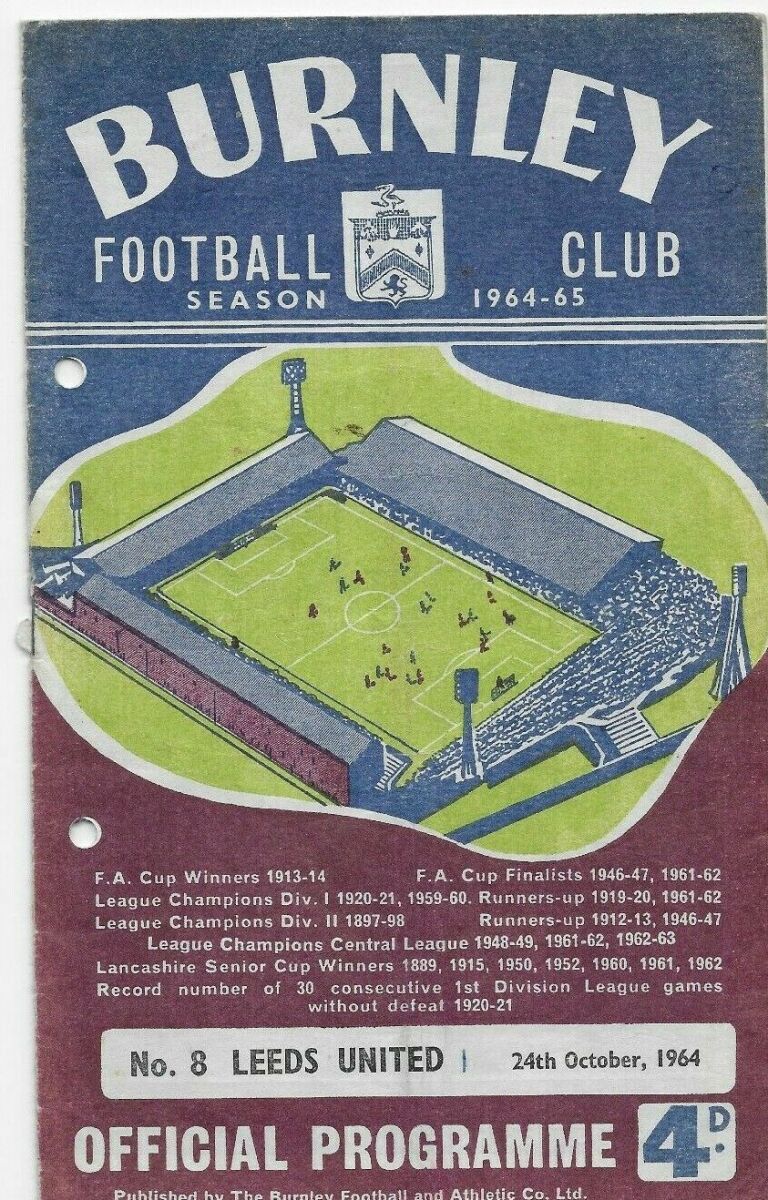 BURNLEY
FOOTBALL CLUB
SEASON 1964-65
F.A. Cup Winners 1913-14 F.A. Cup Finalists 1946-47, 1961-62
League Champions Div. I 1920-21, 1959-60. Runners-up 1919-20, 1961-62
League Champions Div. II 1897-98 Runners-up 1912-13, 1946-47
League Champions Central League 1948-49, 1961-62, 1962-63
Lancashire Senior Cup Winners 1889, 1915, 1950, 1952, 1960, 1961, 1962
Record number of 30 consecutive 1st Division League games
without defeat 1920-21
No. 8 LEEDS UNITED 24th October, 1964
OFFICIAL PROGRAMME 4D.
Published by The Burnley Football and Athletic Co. Ltd.